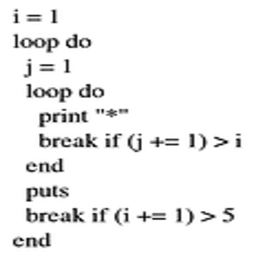 i = 1
loop do
  j = 1
  loop do
    print "*"
    break if (j += 1) > i
  end
  puts
  break if (i += 1) > 5
end